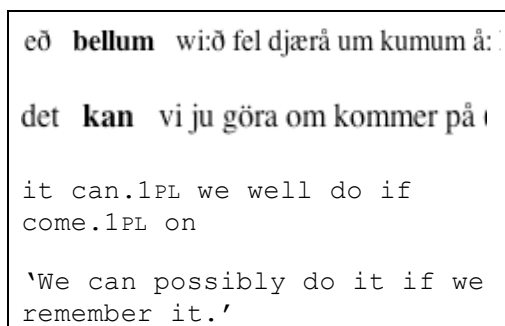 eð bellum wi:ð fel djærå um kumum å:
det kan vi ju göra om kommer på
it can.1PL we well do if
come.1PL on
‘We can possibly do it if we
remember it.’